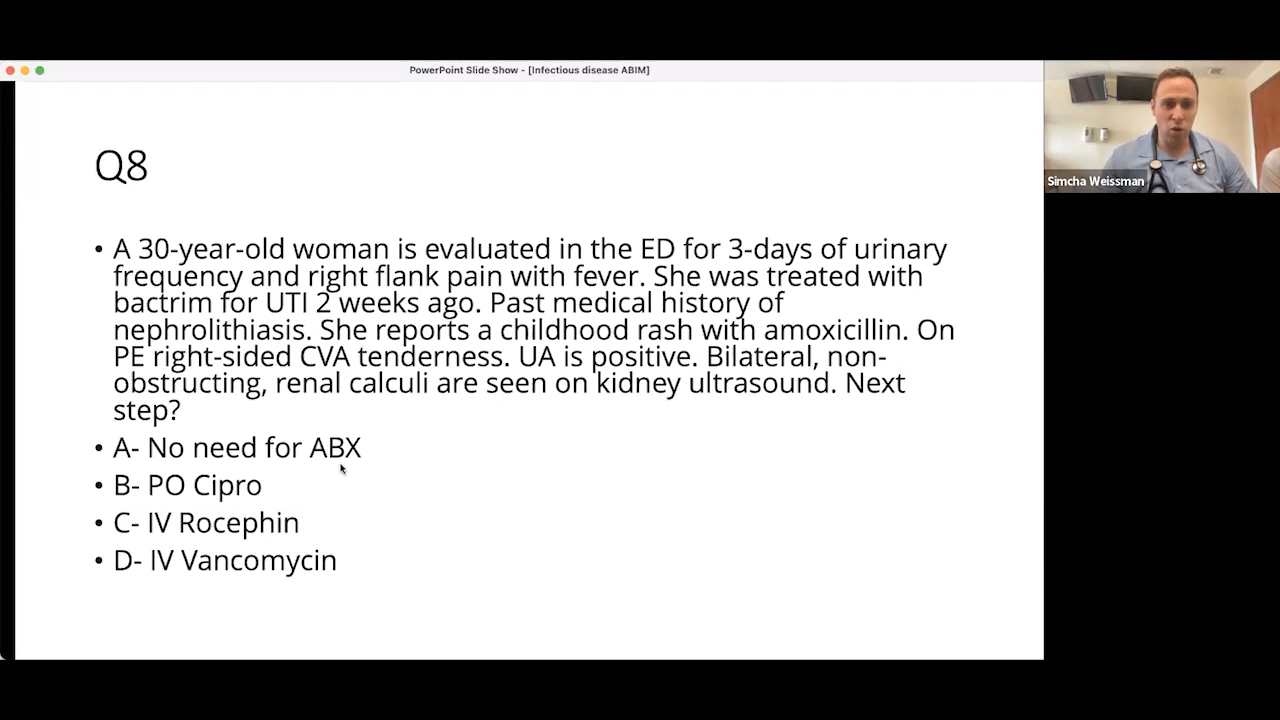 PowerPoint Slide Show - [Infectious disease ABIM]
Simcha Weissman
Q8
• A 30-year-old woman is evaluated in the ED for 3-days of urinary
frequency and right flank pain with fever. She was treated with
bactrim for UTI 2 weeks ago. Past medical history of
nephrolithiasis. She reports a childhood rash with amoxicillin. On
PE right-sided CVA tenderness. UA is positive. Bilateral, non-
obstructing, renal calculi are seen on kidney ultrasound. Next
step?
• A- No need for ABX
• B- PO Cipro
• C- IV Rocephin
• D- IV Vancomycin